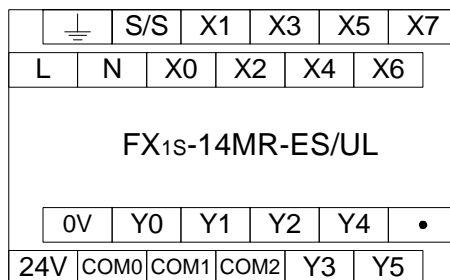 ⏚ S/S X1 X3 X5 X7
L N X0 X2 X4 X6
FX1S-14MR-ES/UL
0V Y0 Y1 Y2 Y4 •
24V COM0 COM1 COM2 Y3 Y5